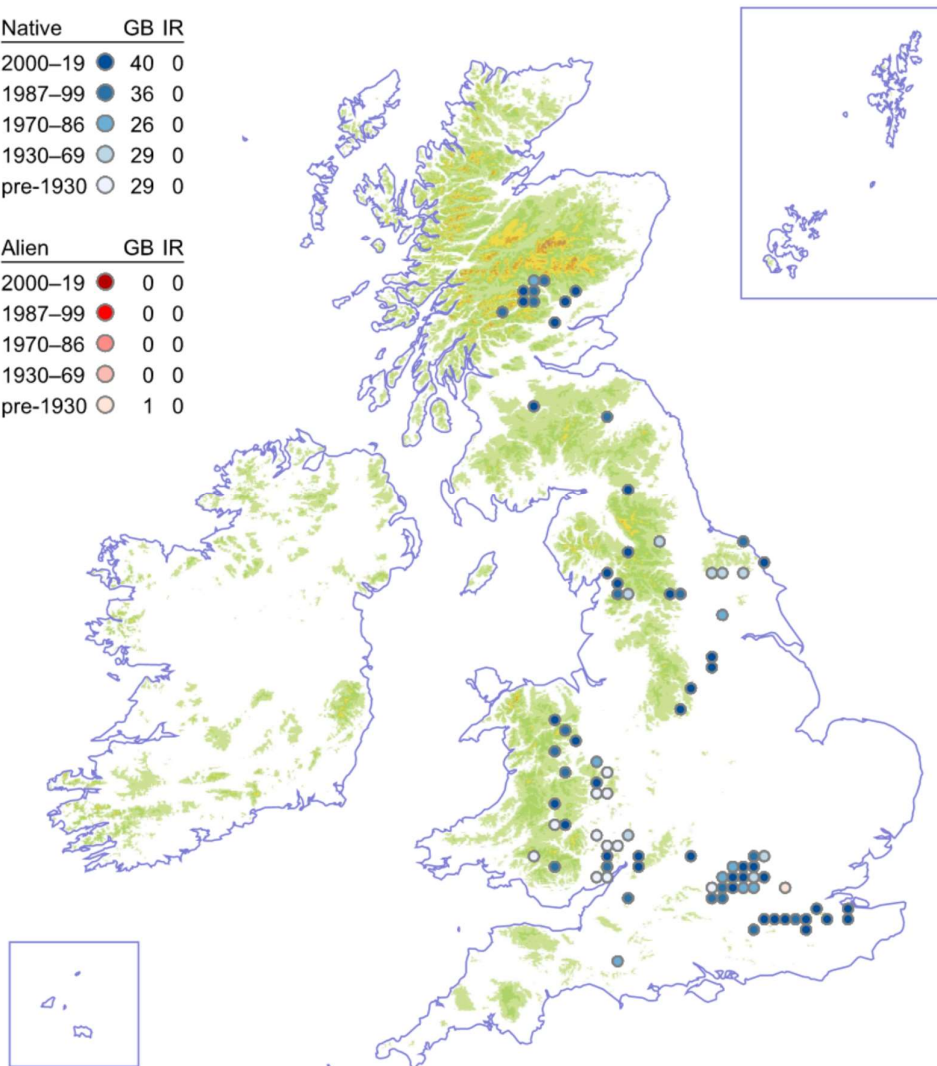 Native GB IR
2000–19 40 0
1987–99 36 0
1970–86 26 0
1930–69 29 0
pre-1930 29 0
Alien GB IR
2000–19 0 0
1987–99 0 0
1970–86 0 0
1930–69 0 0
pre-1930 1 0